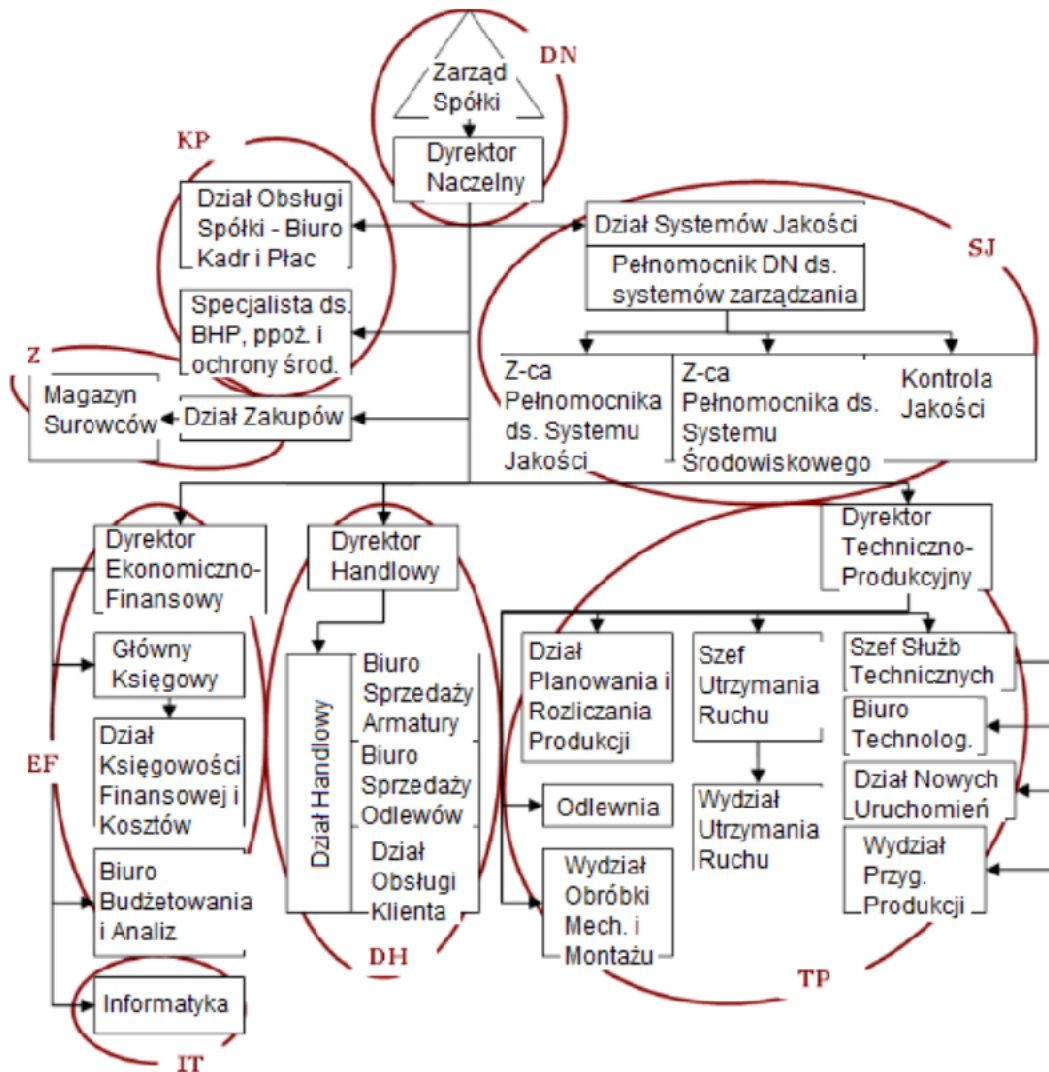 DN
Zarząd
Spółki
Dyrektor
Naczelny
KP
Dział Obsługi
Spółki - Biuro
Kadr i Płac
Specjalista ds.
BHP, ppoż. i
ochrony środ.
Dział Systemów Jakości
Pełnomocnik DN ds.
systemów zarządzania
SJ
Z-ca
Pełnomocnika
ds. Systemu
Jakości
Z-ca
Pełnomocnika ds.
Systemu
Środowiskowego
Kontrola
Jakości
Z
Magazyn
Surowców
Dział Zakupów
Dyrektor
Ekonomiczno-
Finansowy
Główny
Księgowy
Dział
Księgowości
Finansowej i
Kosztów
EF
Biuro
Budżetowania
i Analiz
Informatyka
IT
Dyrektor
Handlowy
Dział Handlowy
Biuro
Sprzedaży
Armatury
Biuro
Sprzedaży
Odlewów
Dział
Obsługi
Klienta
DH
Dyrektor
Techniczno-
Produkcyjny
Dział
Planowania i
Rozliczania
Produkcji
Odlewnia
Wydział
Obróbki
Mech. i
Montażu
Szef
Utrzymania
Ruchu
Wydział
Utrzymania
Ruchu
Szef Służb
Technicznych
Biuro
Technolog.
Dział Nowych
Uruchomień
Wydział
Przyg.
Produkcji
TP